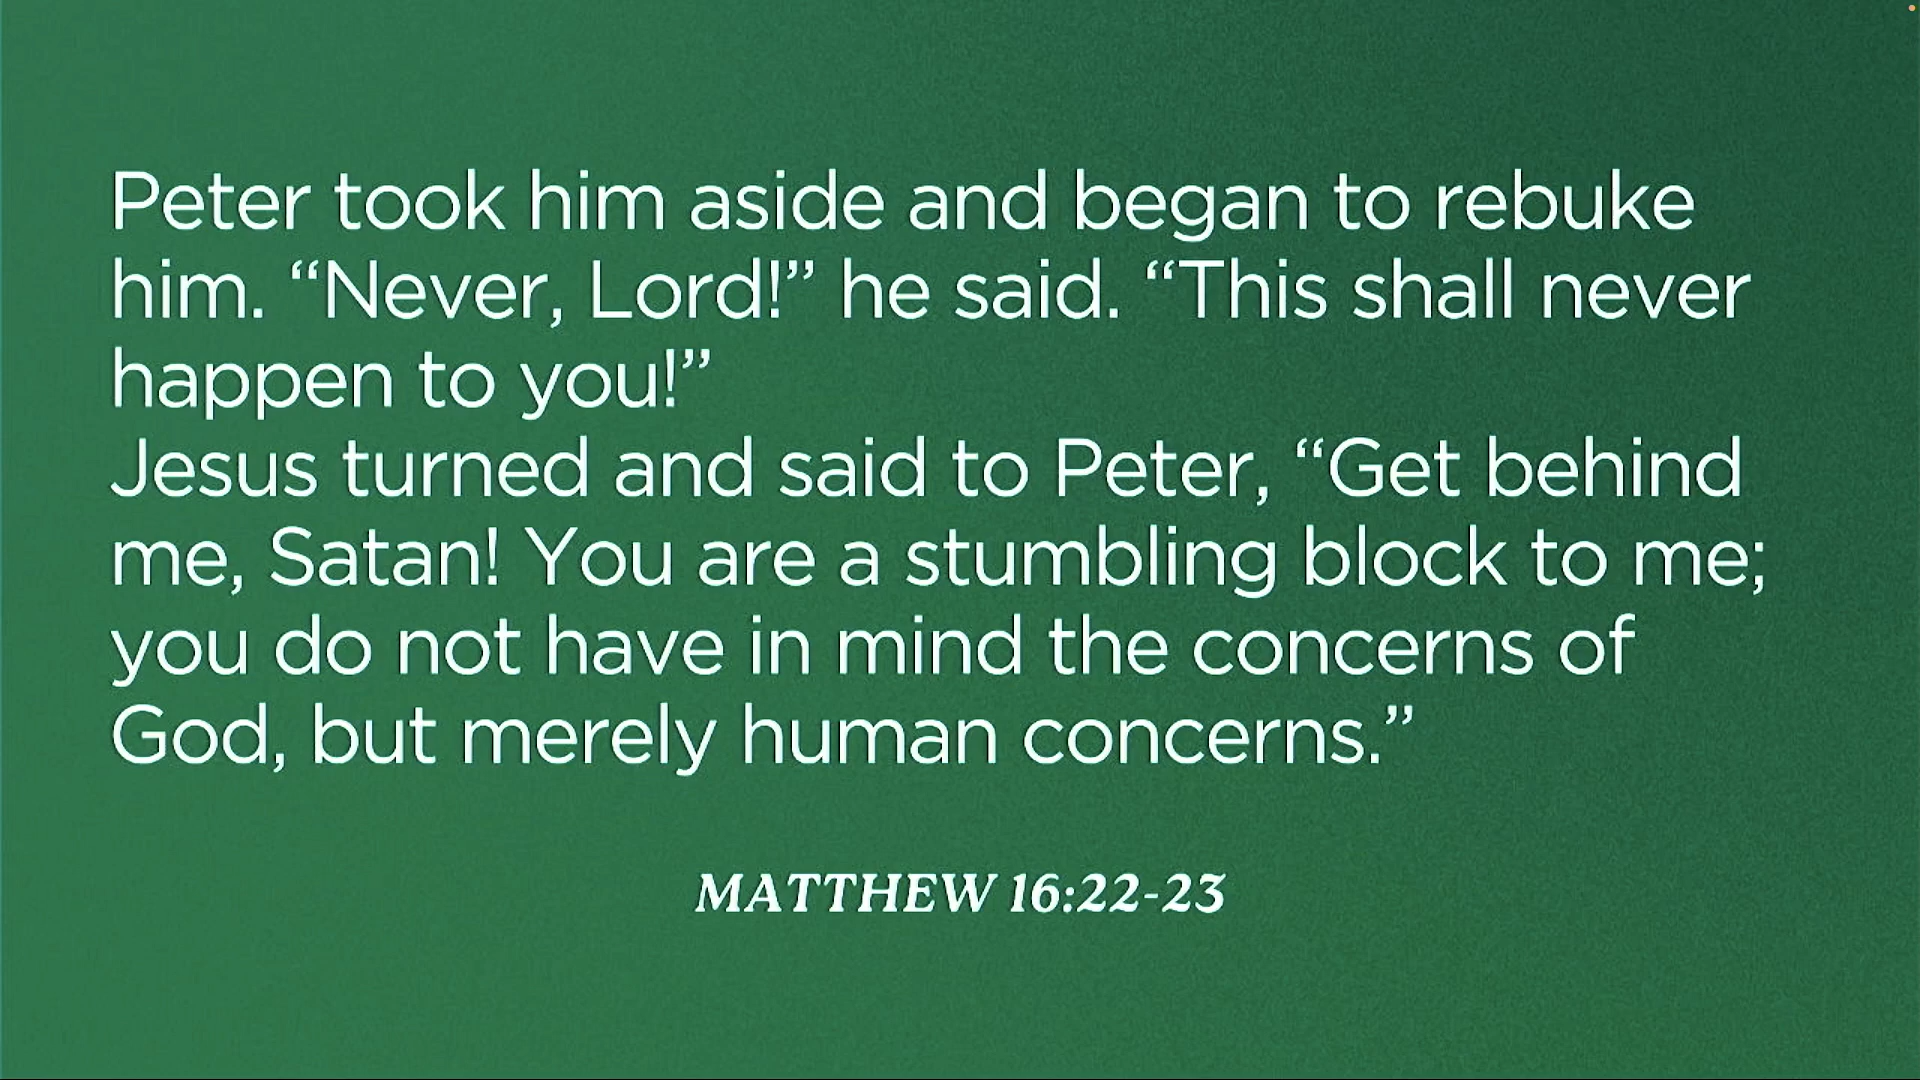 Peter took him aside and began to rebuke
him. “Never, Lord!” he said. “This shall never
happen to you!”
Jesus turned and said to Peter, “Get behind
me, Satan! You are a stumbling block to me;
you do not have in mind the concerns of
God, but merely human concerns.”
MATTHEW 16:22-23